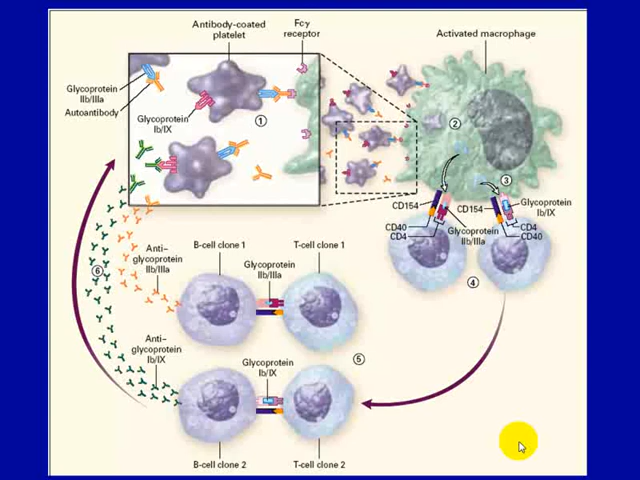 Antibody-coated
platelet
Fcγ
receptor
Activated macrophage
Glycoprotein
IIb/IIIa
Autoantibody
Glycoprotein
Ib/IX
1
2
3
CD154
CD154
Glycoprotein
Ib/IX
CD40
CD4
Glycoprotein
IIb/IIIa
CD4
CD40
4
Anti-
glycoprotein
IIb/IIIa
B-cell clone 1
T-cell clone 1
Glycoprotein
IIb/IIIa
6
5
Anti-
glycoprotein
Ib/IX
Glycoprotein
Ib/IX
B-cell clone 2
T-cell clone 2